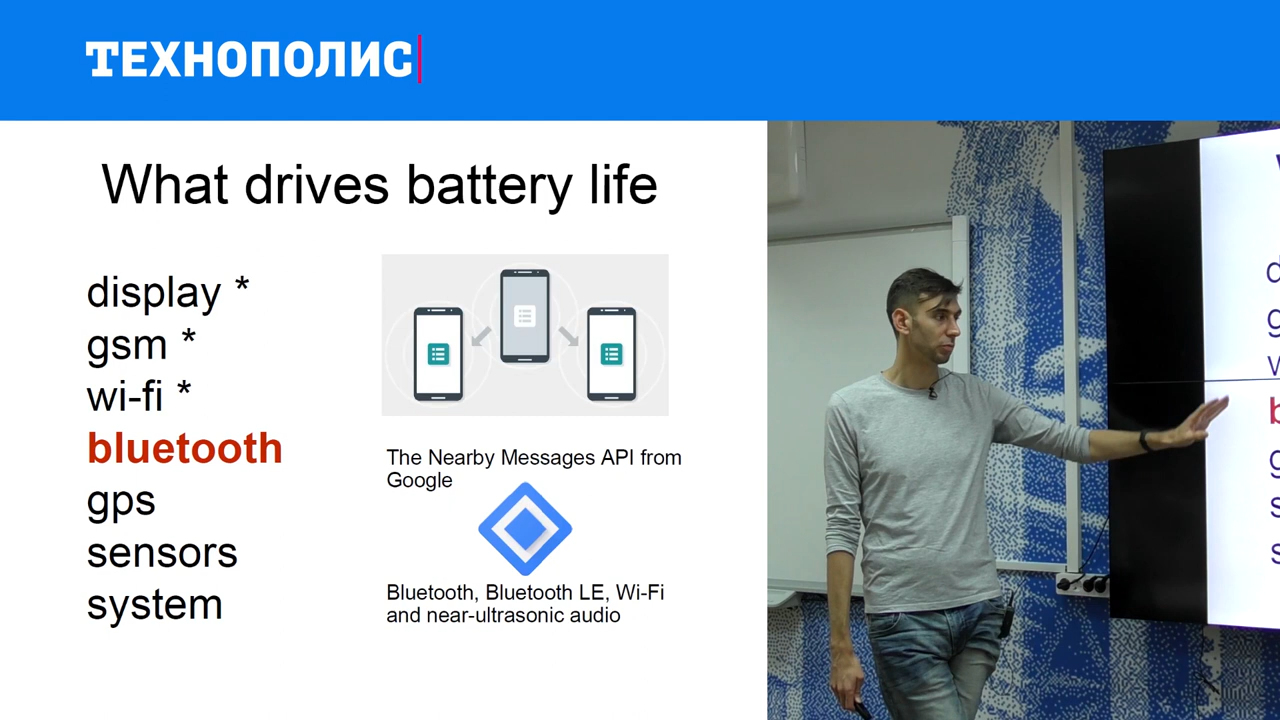 ТЕХНОПОЛИС
What drives battery life
display *
gsm *
wi-fi *
bluetooth
gps
sensors
system
The Nearby Messages API from
Google
Bluetooth, Bluetooth LE, Wi-Fi
and near-ultrasonic audio